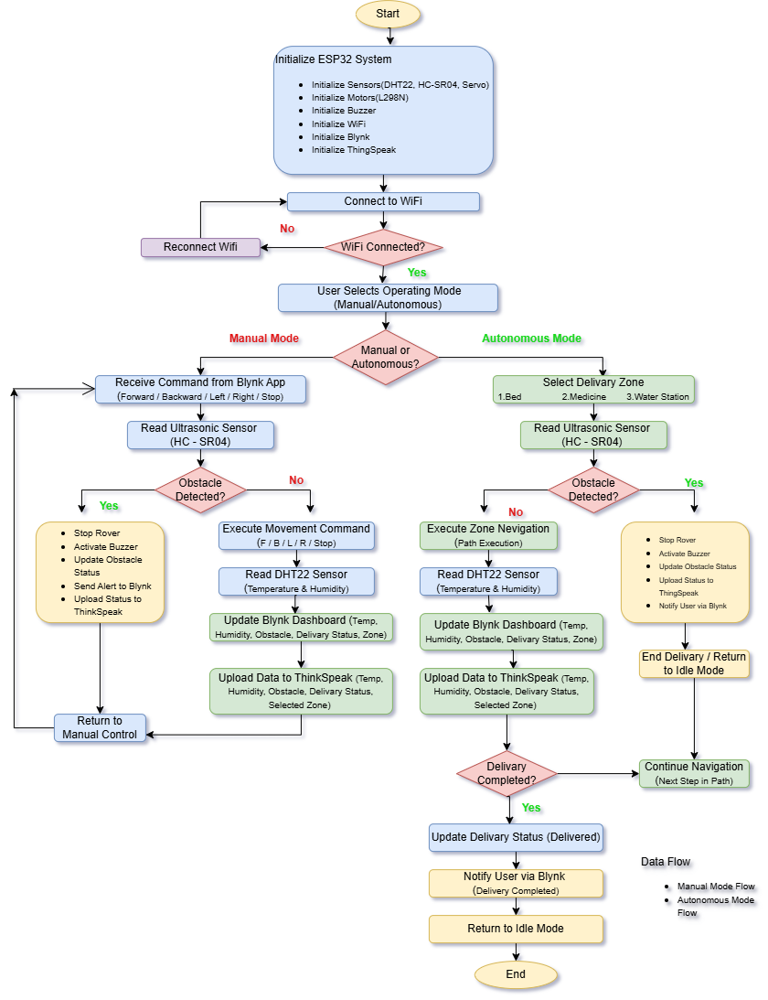 Start
Initialize ESP32 System
Initialize Sensors(DHT22, HC-SR04, Servo)
Initialize Motors(L298N)
Initialize Buzzer
Initialize WiFi
Initialize Blynk
Initialize ThingSpeak
Connect to WiFi
No
Reconnect Wifi
WiFi Connected?
Yes
User Selects Operating Mode
(Manual/Autonomous)
Manual Mode
Autonomous Mode
Manual or
Autonomous?
Receive Command from Blynk App
(Forward / Backward / Left / Right / Stop)
Select Delivary Zone
1.Bed 2.Medicine 3.Water Station
Read Ultrasonic Sensor
(HC - SR04)
Read Ultrasonic Sensor
(HC - SR04)
Obstacle
Detected?
No
Yes
Obstacle
Detected?
Yes
No
Stop Rover
Activate Buzzer
Update Obstacle
Status
Send Alert to Blynk
Upload Status to
ThinkSpeak
Execute Movement Command
(F / B / L / R / Stop)
Read DHT22 Sensor
(Temperature & Humidity)
Update Blynk Dashboard (Temp,
Humidity, Obstacle, Delivary Status, Zone)
Upload Data to ThinkSpeak (Temp,
Humidity, Obstacle, Delivary Status,
Selected Zone)
Return to
Manual Control
Execute Zone Nevigation
(Path Execution)
Read DHT22 Sensor
(Temperature & Humidity)
Update Blynk Dashboard (Temp,
Humidity, Obstacle, Delivary Status, Zone)
Upload Data to ThinkSpeak (Temp,
Humidity, Obstacle, Delivary Status,
Selected Zone)
Stop Rover
Activate Buzzer
Update Obstacle Status
Upload Status to
ThingSpeak
Notify User via Blynk
End Delivary / Return
to Idle Mode
Continue Navigation
(Next Step in Path)
Delivary
Completed?
Yes
Update Delivary Status (Delivered)
Notify User via Blynk
(Delivery Completed)
Return to Idle Mode
End
Data Flow
Manual Mode Flow
Autonomous Mode
Flow